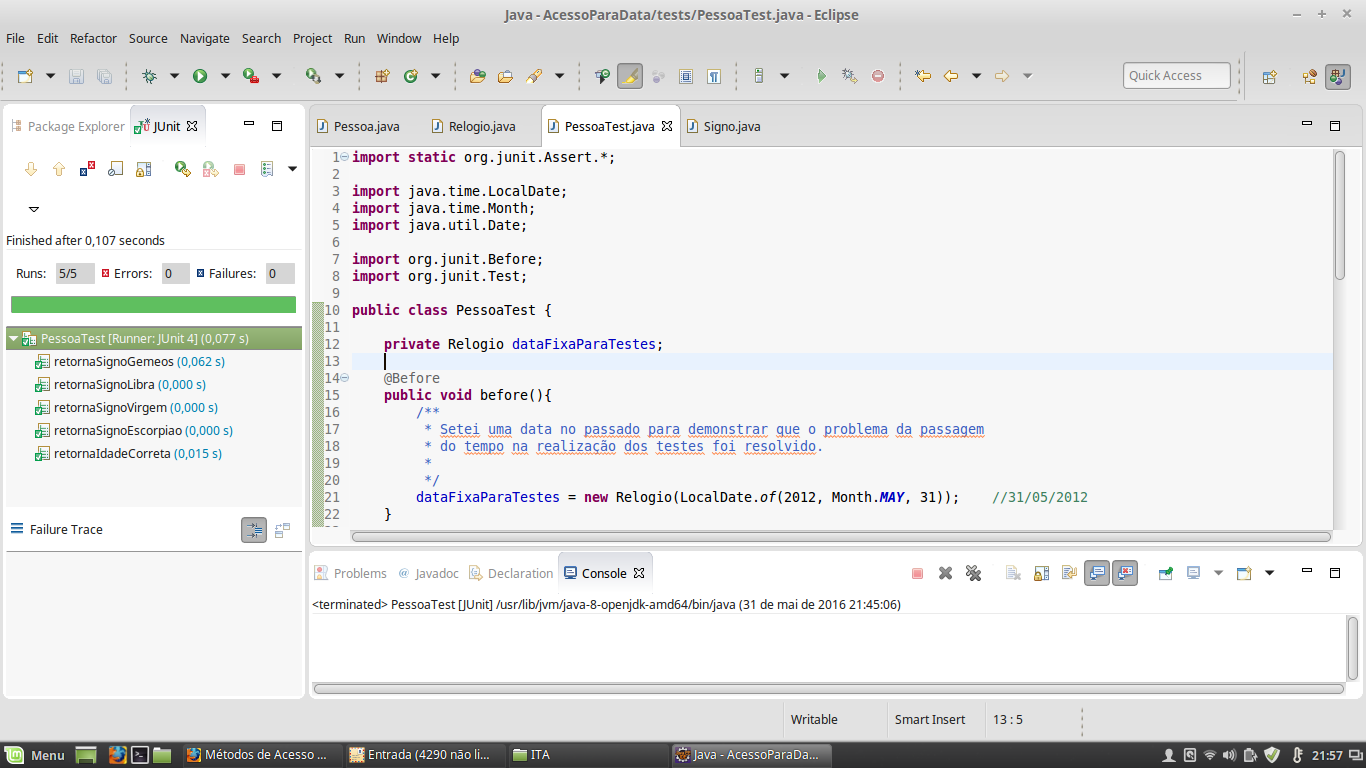 Java - AcessoParaData/tests/PessoaTest.java - Eclipse
File Edit Refactor Source Navigate Search Project Run Window Help
Quick Access
Package Explorer JUnit
Finished after 0,107 seconds
Runs: 5/5 Errors: 0 Failures: 0
PessoaTest [Runner: JUnit 4] (0,077 s)
retornaSignoGemeos (0,062 s)
retornaSignoLibra (0,000 s)
retornaSignoVirgem (0,000 s)
retornaSignoEscorpiao (0,000 s)
retornaIdadeCorreta (0,015 s)
Failure Trace
Pessoa.java Relogio.java PessoaTest.java Signo.java
1 import static org.junit.Assert.*;
2
3 import java.time.LocalDate;
4 import java.time.Month;
5 import java.util.Date;
6
7 import org.junit.Before;
8 import org.junit.Test;
9
10 public class PessoaTest {
11
12 private Relogio dataFixaParaTestes;
13
14 @Before
15 public void before(){
16 /**
17 * Setei uma data no passado para demonstrar que o problema da passagem
18 * do tempo na realização dos testes foi resolvido.
19 *
20 */
21 dataFixaParaTestes = new Relogio(LocalDate.of(2012, Month.MAY, 31)); //31/05/2012
22 }
Problems Javadoc Declaration Console
<terminated> PessoaTest [JUnit] /usr/lib/jvm/java-8-openjdk-amd64/bin/java (31 de mai de 2016 21:45:06)
Writable Smart Insert 13 : 5
Menu Métodos de Acesso ... Entrada (4290 não li... ITA Java - AcessoParaDa... 21:57